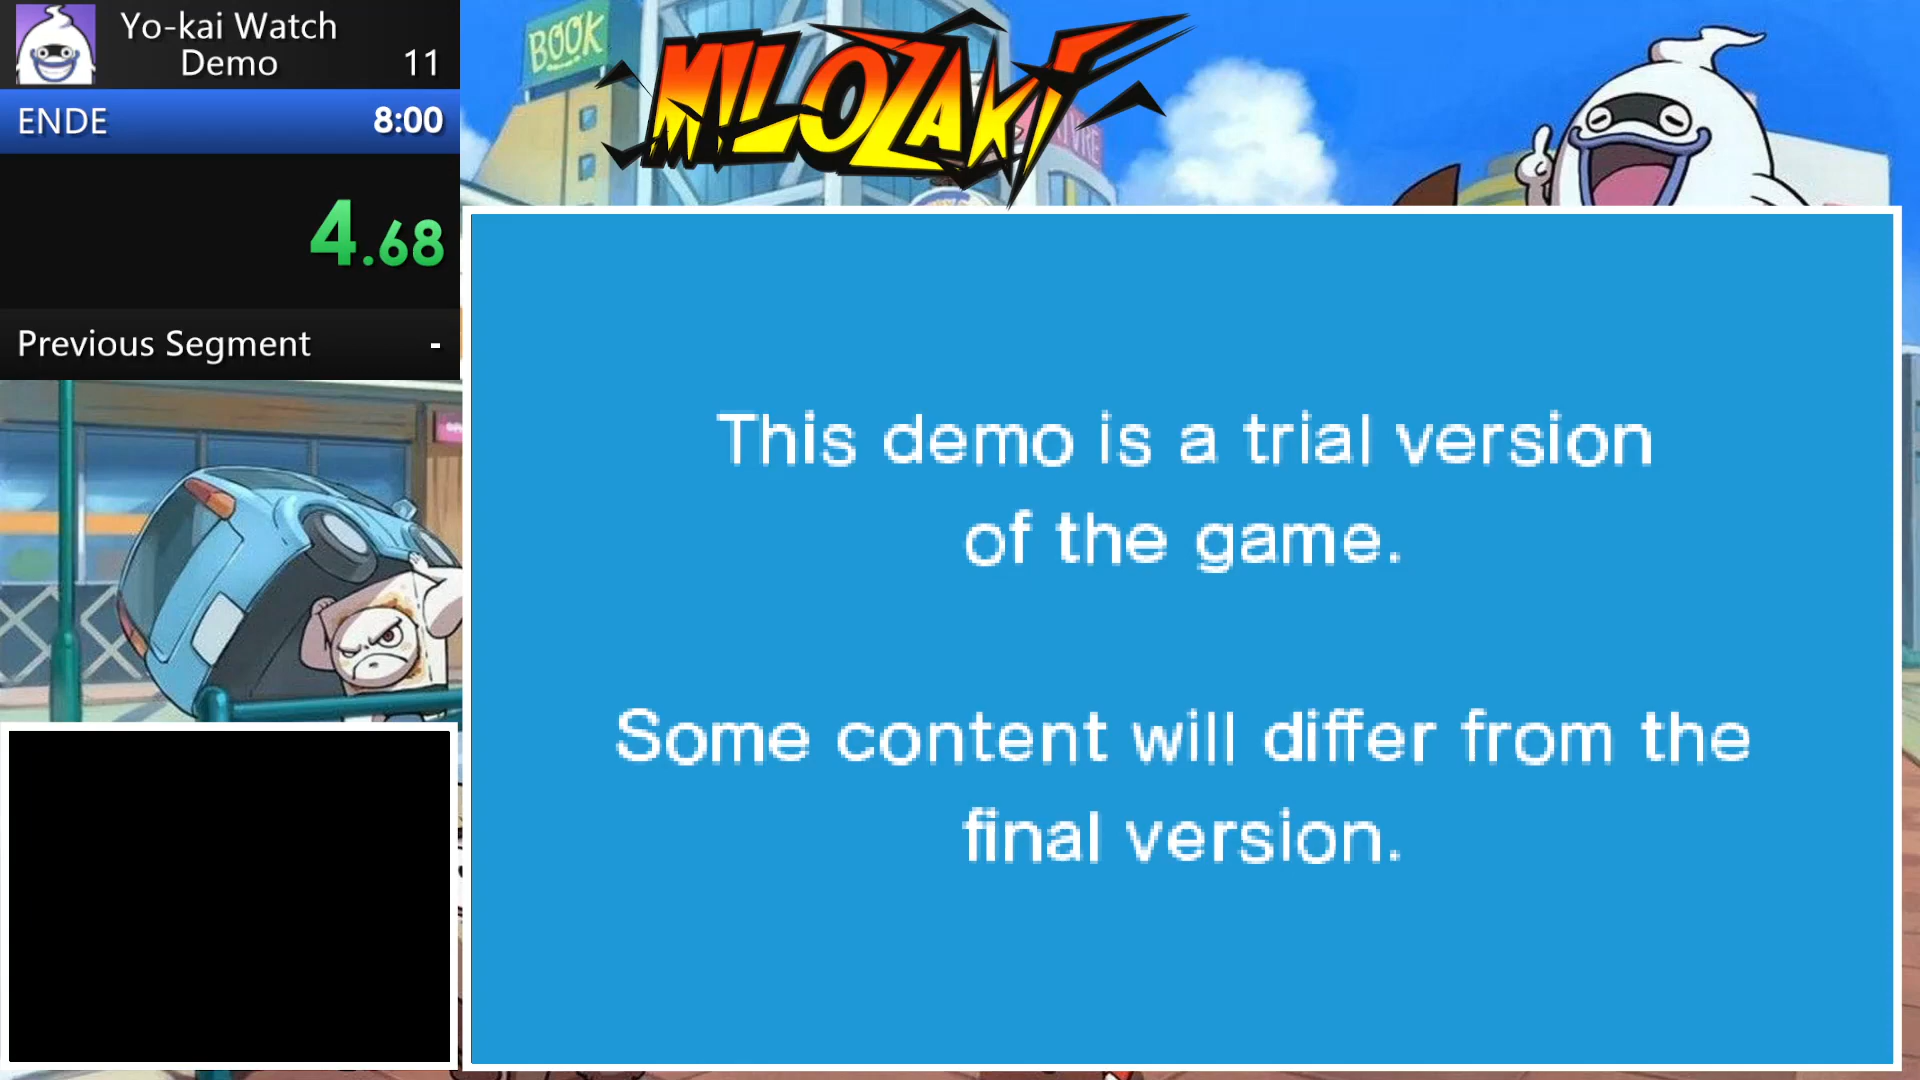 Yo-kai Watch
Demo 11
ENDE 8:00
4.68
Previous Segment -
BOOK
MILOZAKI
This demo is a trial version
of the game.
Some content will differ from the
final version.